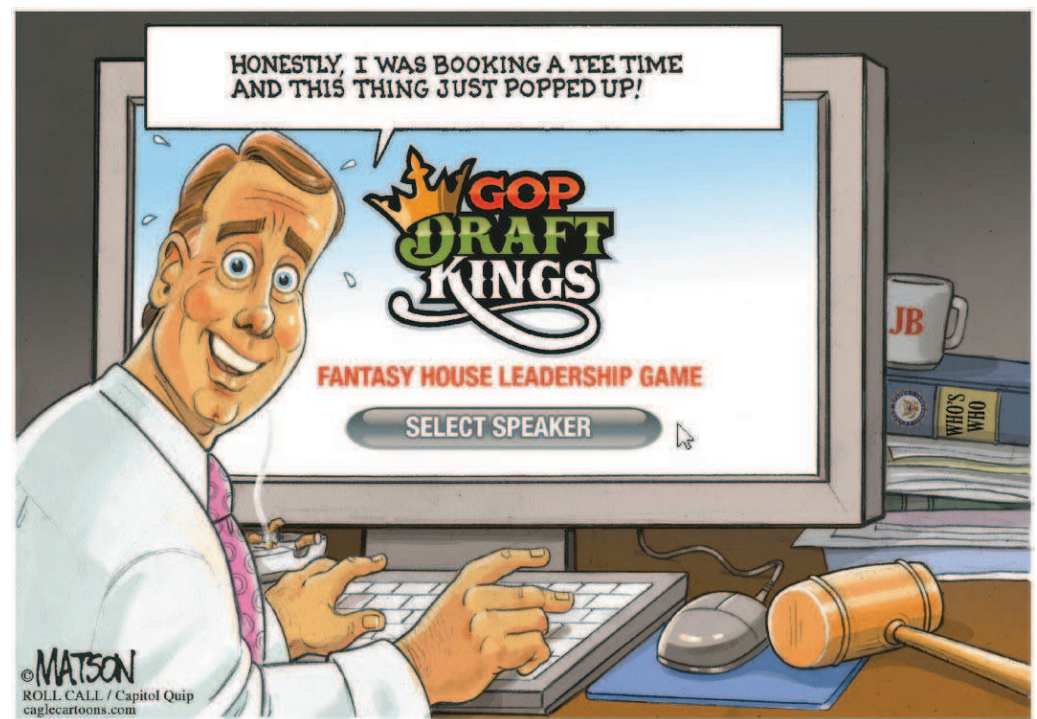 HONESTLY, I WAS BOOKING A TEE TIME
AND THIS THING JUST POPPED UP!
GOP
DRAFT
KINGS
FANTASY HOUSE LEADERSHIP GAME
SELECT SPEAKER
JB
WHO'S
WHO
© MATSON
ROLL CALL / Capitol Quip
caglecartoons.com